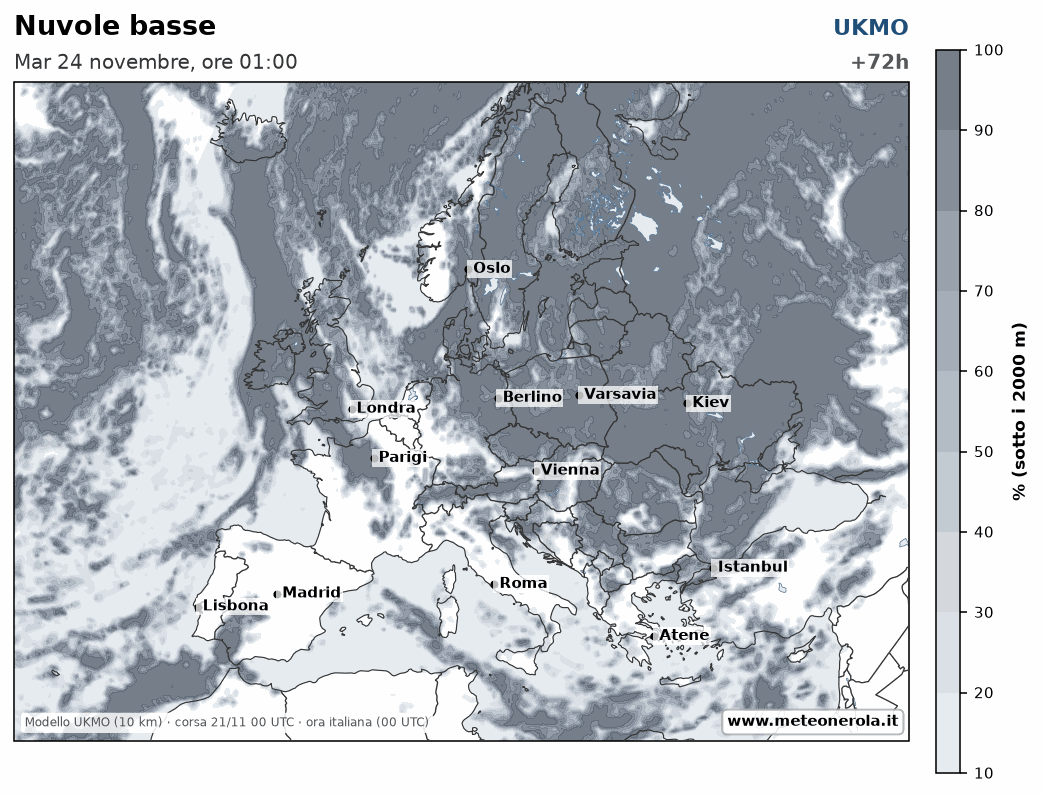 Nuvole basse
UKMO
Mar 24 novembre, ore 01:00
+72h
100
90
80
70
60
50
40
30
20
10
% (sotto i 2000 m)
Oslo
Berlino
Varsavia
Kiev
Londra
Parigi
Vienna
Istanbul
Roma
Madrid
Lisbona
Atene
Modello UKMO (10 km) · corsa 21/11 00 UTC · ora italiana (00 UTC)
www.meteonerola.it